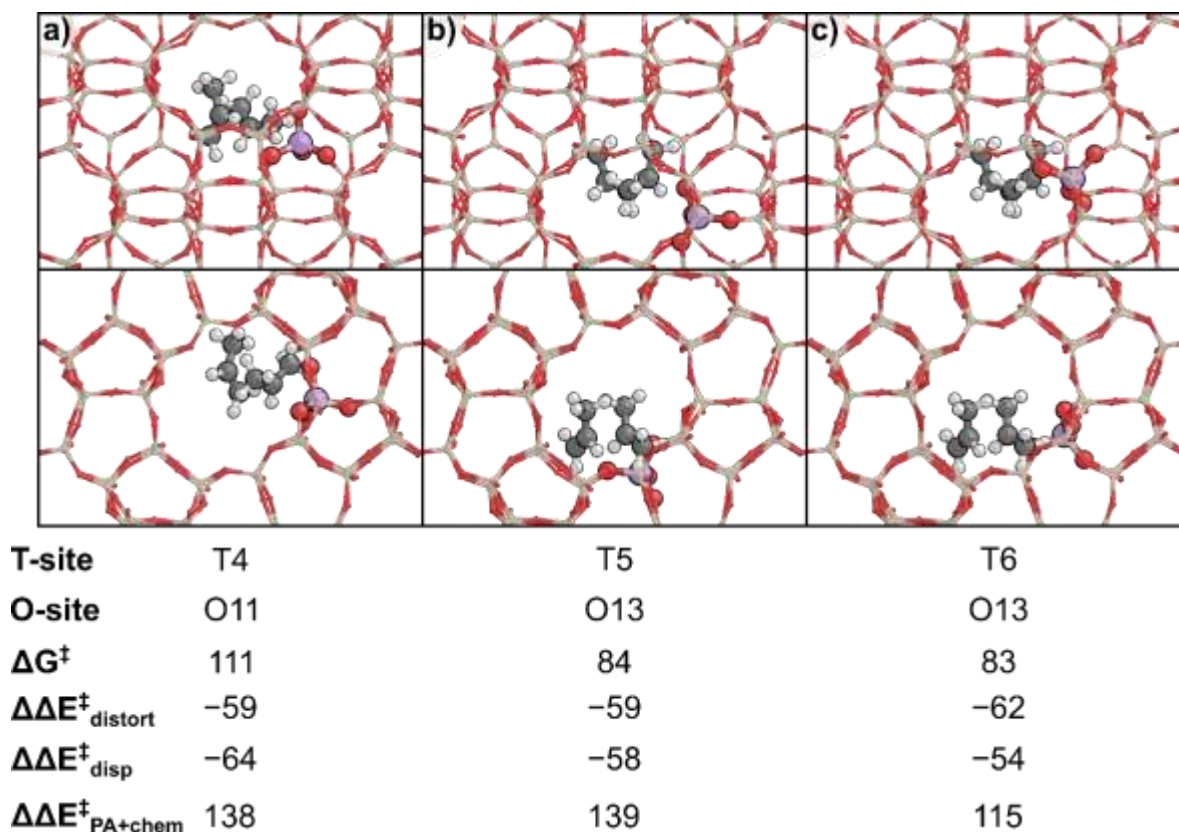 a) b) c)
T-site T4 T5 T6
O-site O11 O13 O13
ΔG‡ 111 84 83
ΔΔE‡distort −59 −59 −62
ΔΔE‡disp −64 −58 −54
ΔΔE‡PA+chem 138 139 115